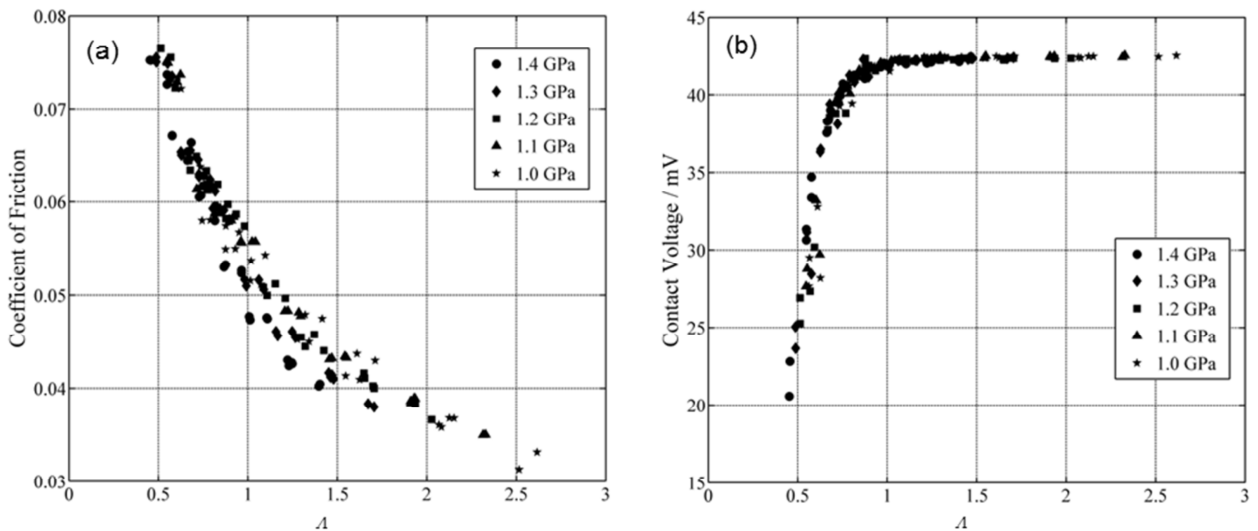 (a)
0.08
0.07
0.06
0.05
0.04
0.03
Coefficient of Friction
1.4 GPa
1.3 GPa
1.2 GPa
1.1 GPa
1.0 GPa
0
0.5
1
1.5
2
2.5
3
Λ
(b)
45
40
35
30
25
20
15
Contact Voltage / mV
1.4 GPa
1.3 GPa
1.2 GPa
1.1 GPa
1.0 GPa
0
0.5
1
1.5
2
2.5
3
Λ